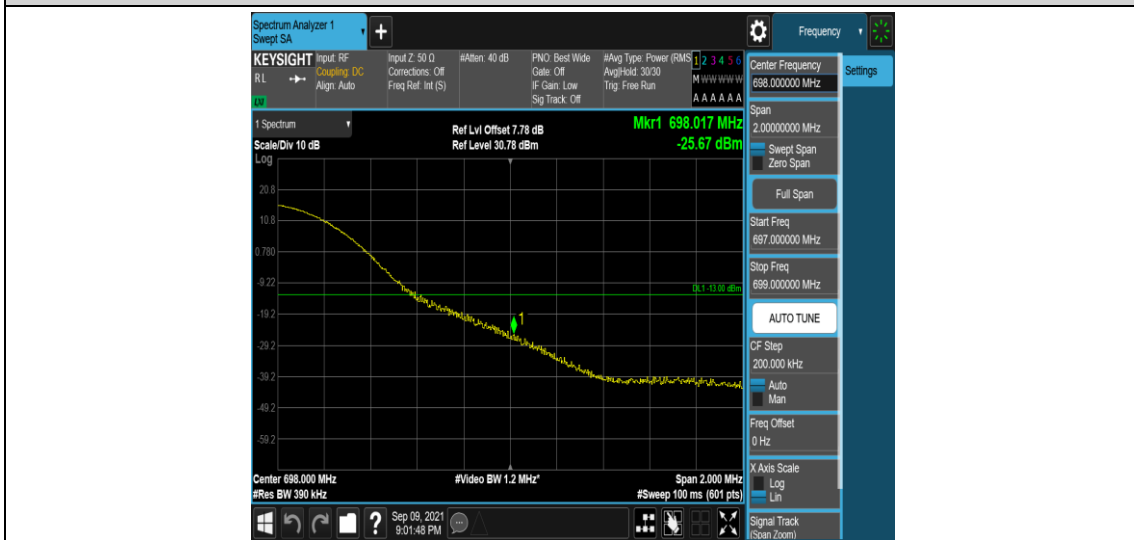 Spectrum Analyzer 1
Swept SA
+
Frequency
KEYSIGHT
RL
LXI
Input: RF
Coupling: DC
Align: Auto
Input Z: 50 Ω
Corrections: Off
Freq Ref: Int (S)
#Atten: 40 dB
PNO: Best Wide
Gate: Off
IF Gain: Low
Sig Track: Off
#Avg Type: Power (RMS
Avg|Hold: 30/30
Trig: Free Run
1 2 3 4 5 6
M W W W W W
A A A A A A
1 Spectrum
Scale/Div 10 dB
Ref Lvl Offset 7.78 dB
Ref Level 30.78 dBm
Mkr1 698.017 MHz
-25.67 dBm
Log
20.8
10.8
0.780
-9.22
-19.2
-29.2
-39.2
-49.2
-59.2
DL1 -13.00 dBm
1
Center 698.000 MHz
#Res BW 390 kHz
#Video BW 1.2 MHz*
Span 2.000 MHz
#Sweep 100 ms (601 pts)
?
Sep 09, 2021
9:01:48 PM
Center Frequency
698.000000 MHz
Settings
Span
2.00000000 MHz
Swept Span
Zero Span
Full Span
Start Freq
697.000000 MHz
Stop Freq
699.000000 MHz
AUTO TUNE
CF Step
200.000 kHz
Auto
Man
Freq Offset
0 Hz
X Axis Scale
Log
Lin
Signal Track
(Span Zoom)